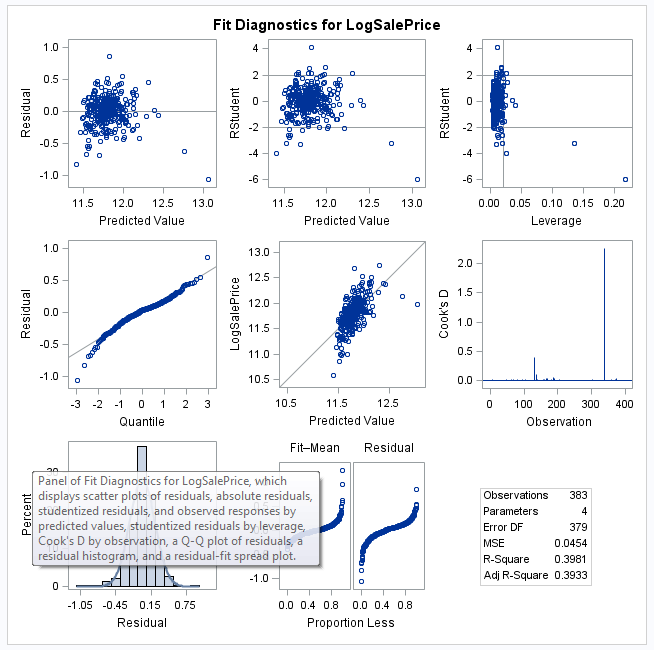 Fit Diagnostics for LogSalePrice
1.0
0.5
0.0
-0.5
-1.0
Residual
11.5 12.0 12.5 13.0
Predicted Value
4
2
0
-2
-4
-6
RStudent
11.5 12.0 12.5 13.0
Predicted Value
4
2
0
-2
-4
-6
RStudent
0.00 0.05 0.10 0.15 0.20
Leverage
1.0
0.5
0.0
-0.5
-1.0
Residual
-3 -2 -1 0 1 2 3
Quantile
13.0
12.5
12.0
11.5
11.0
10.5
LogSalePrice
10.5 11.5 12.5
Predicted Value
2.0
1.5
1.0
0.5
0.0
Cook's D
0 100 200 300 400
Observation
Percent
0
-1.05 -0.45 0.15 0.75
Residual
Panel of Fit Diagnostics for LogSalePrice, which
displays scatter plots of residuals, absolute residuals,
studentized residuals, and observed responses by
predicted values, studentized residuals by leverage,
Cook's D by observation, a Q-Q plot of residuals, a
residual histogram, and a residual-fit spread plot.
Fit–Mean Residual
-1.0
0.0 0.4 0.8 0.0 0.4 0.8
Proportion Less
Observations 383
Parameters 4
Error DF 379
MSE 0.0454
R-Square 0.3981
Adj R-Square 0.3933